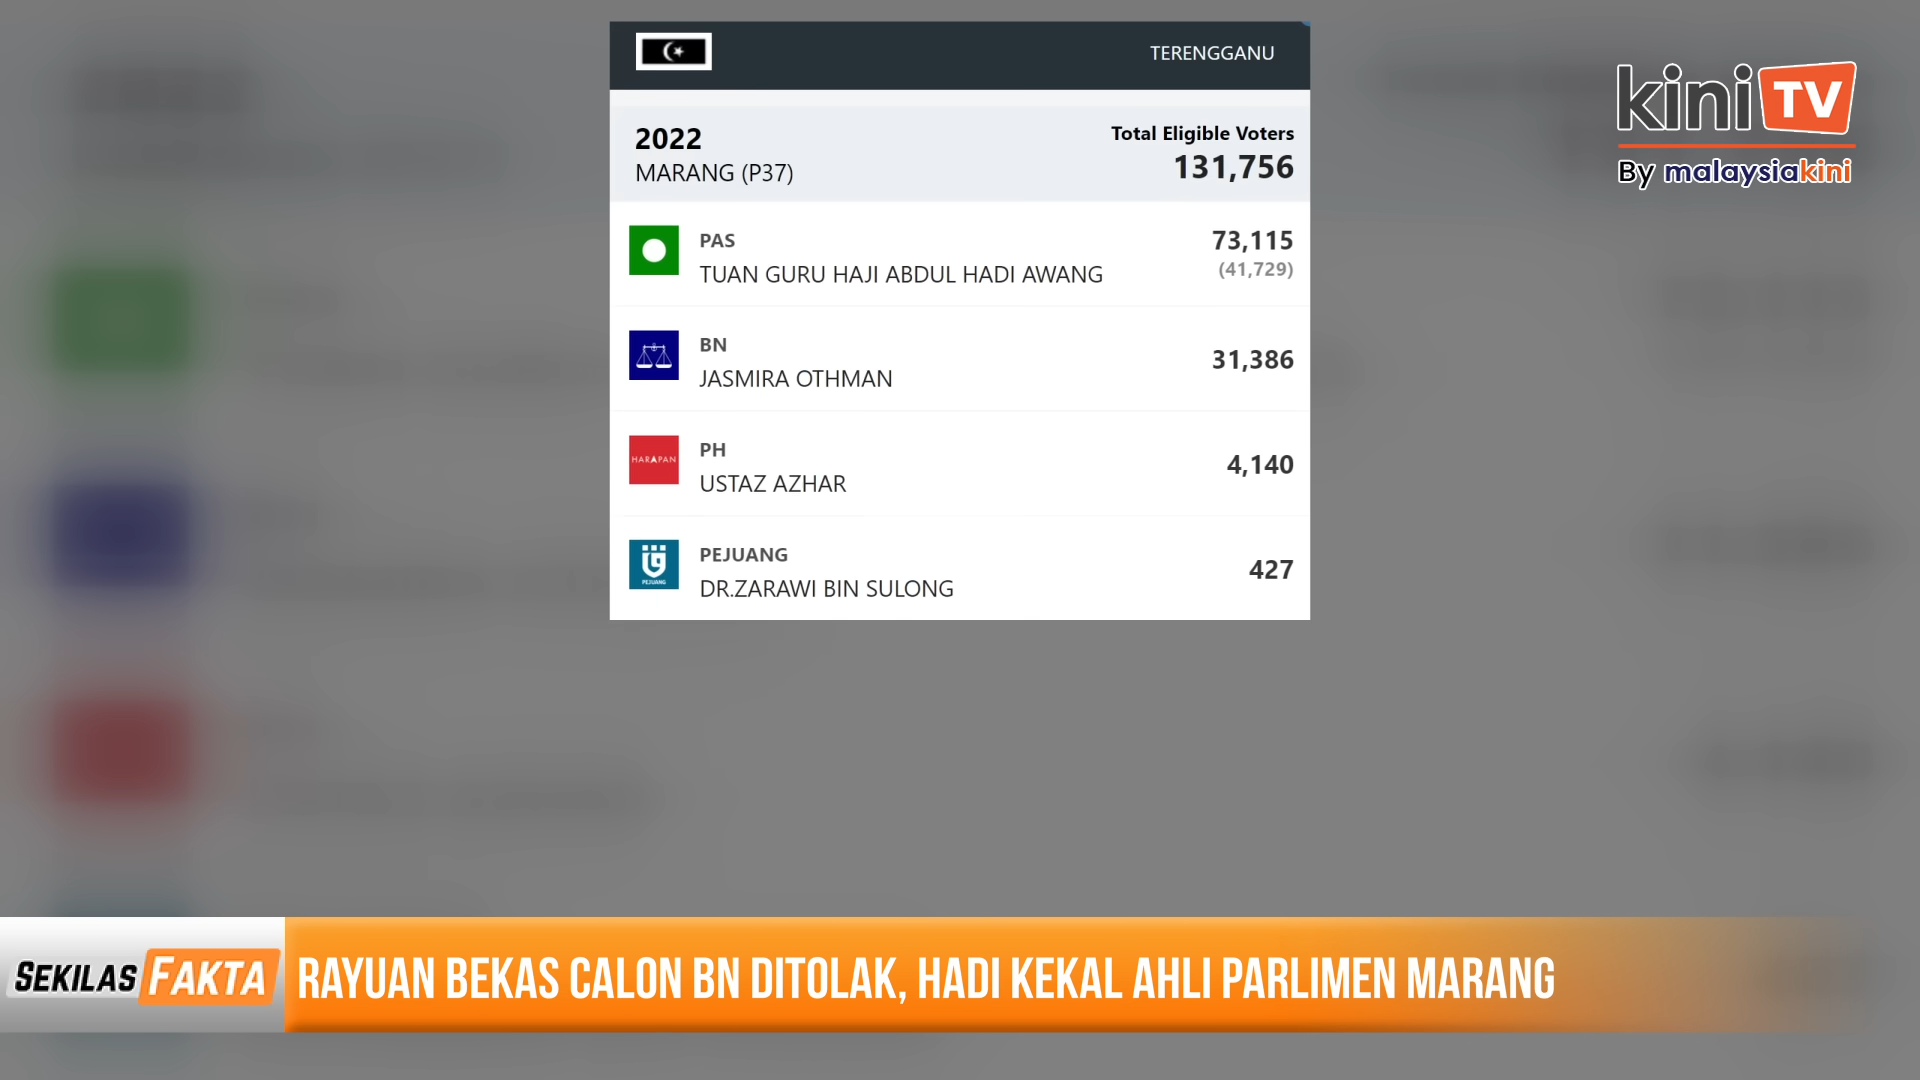 TERENGGANU
kini TV
By malaysiakini
2022
Total Eligible Voters
MARANG (P37)
131,756
PAS
73,115
TUAN GURU HAJI ABDUL HADI AWANG
(41,729)
BN
JASMIRA OTHMAN
31,386
HARAPAN
PH
USTAZ AZHAR
4,140
PEJUANG
PEJUANG
DR.ZARAWI BIN SULONG
427
SEKILAS FAKTA
RAYUAN BEKAS CALON BN DITOLAK, HADI KEKAL AHLI PARLIMEN MARANG